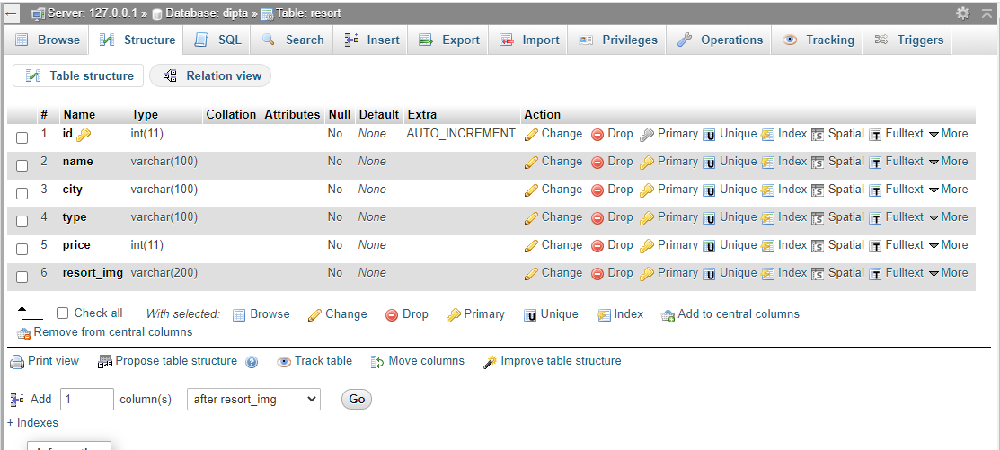 Server: 127.0.0.1 » Database: dipta » Table: resort
Browse Structure SQL Search Insert Export Import Privileges Operations Tracking Triggers
Table structure Relation view
# Name Type Collation Attributes Null Default Extra Action
1 id int(11) No None AUTO_INCREMENT Change Drop Primary Unique Index Spatial Fulltext More
2 name varchar(100) No None Change Drop Primary Unique Index Spatial Fulltext More
3 city varchar(100) No None Change Drop Primary Unique Index Spatial Fulltext More
4 type varchar(100) No None Change Drop Primary Unique Index Spatial Fulltext More
5 price int(11) No None Change Drop Primary Unique Index Spatial Fulltext More
6 resort_img varchar(200) No None Change Drop Primary Unique Index Spatial Fulltext More
Check all With selected: Browse Change Drop Primary Unique Index Add to central columns
Remove from central columns
Print view Propose table structure Track table Move columns Improve table structure
Add 1 column(s) after resort_img Go
+ Indexes